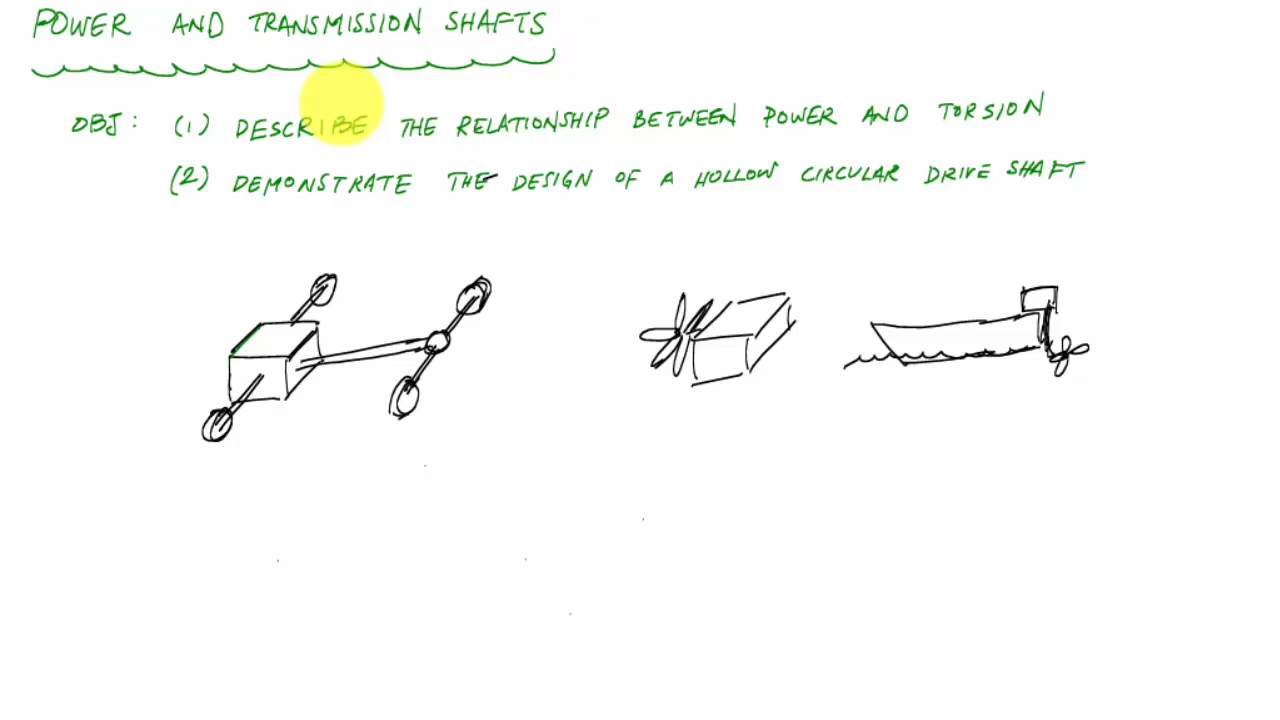 POWER AND TRANSMISSION SHAFTS
OBJ: (1) DESCRIBE THE RELATIONSHIP BETWEEN POWER AND TORSION
(2) DEMONSTRATE THE DESIGN OF A HOLLOW CIRCULAR DRIVE SHAFT